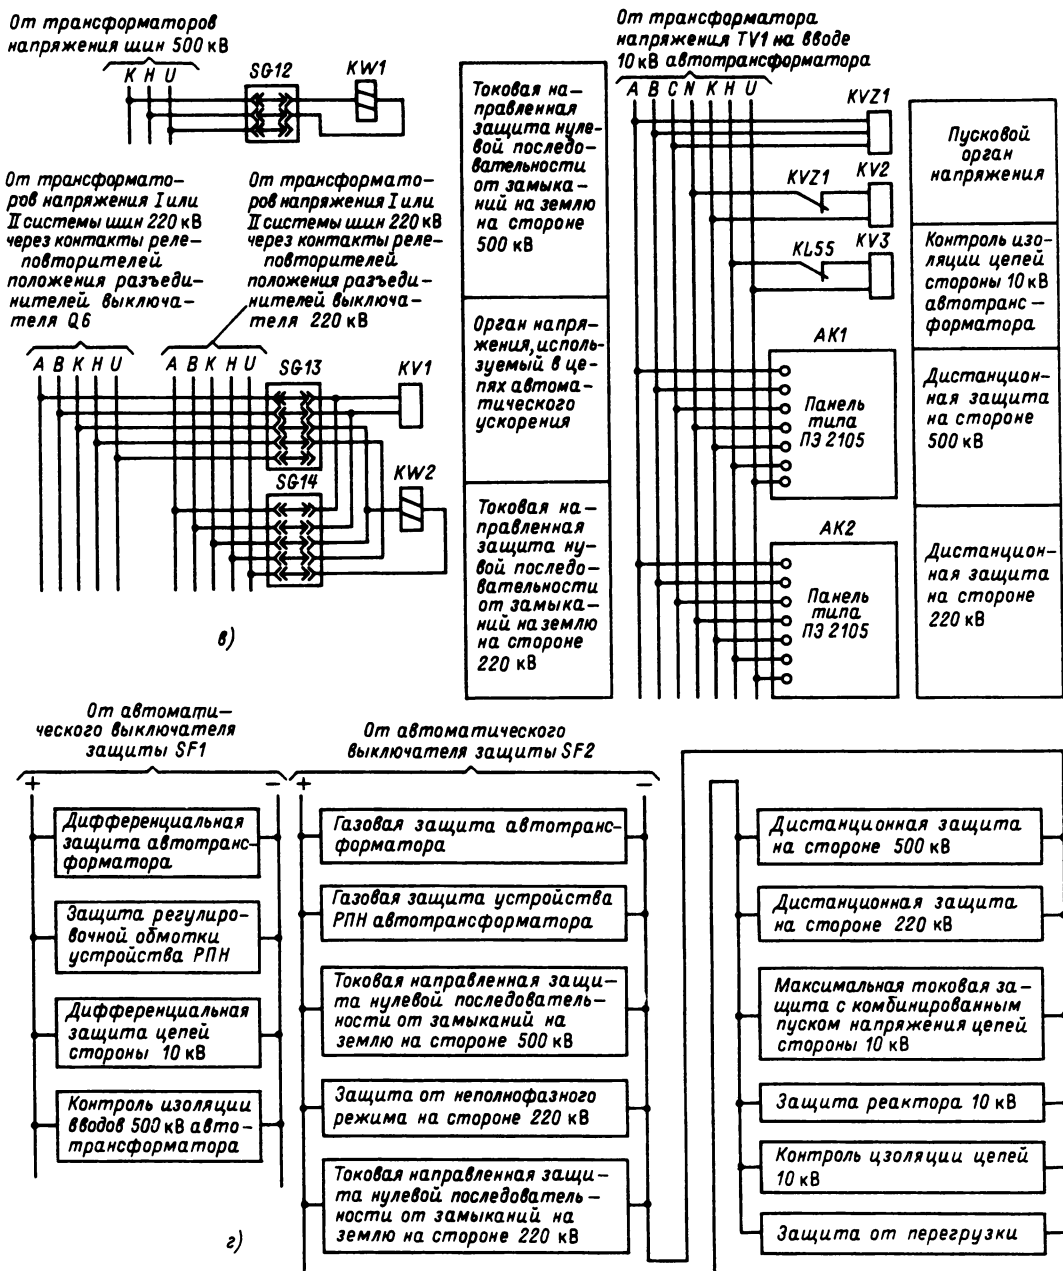 От трансформаторов
напряжения шин 500 кВ
К Н U
SG12
KW1
От трансформато-
ров напряжения I или
II системы шин 220 кВ
через контакты реле-
повторителей
положения разъеди-
нителей выключа-
теля Q6
От трансформато-
ров напряжения I или
II системы шин 220 кВ
через контакты реле-
повторителей
положения разъеди-
нителей выключа-
теля 220 кВ
A B K H U
A B K H U
SG13
KV1
SG14
KW2
в)
Токовая на-
правленная
защита нуле-
вой последо-
вательности
от замыка-
ний на землю
на стороне
500 кВ
Орган напря-
жения, исполь-
зуемый в це-
пях автома-
тического
ускорения
Токовая на-
правленная
защита ну-
вой последо-
вательности
от замыка-
ний на землю
на стороне
220 кВ
От трансформатора
напряжения TV1 на вводе
10 кВ автотрансформатора
A B C N K H U
KVZ1
KVZ1
KV2
KL55
KV3
AK1
Панель
типа
ПЭ 2105
AK2
Панель
типа
ПЭ 2105
Пусковой
орган
напряжения
Контроль изо-
ляции цепей
стороны 10 кВ
автотранс-
форматора
Дистанцион-
ная защита
на стороне
500 кВ
Дистанцион-
ная защита
на стороне
220 кВ
От автомати-
ческого выключателя
защиты SF1
+ −
Дифференциальная
защита автотранс-
форматора
Защита регулиро-
вочной обмотки
устройства РПН
Дифференциальная
защита цепей
стороны 10 кВ
Контроль изоляции
вводов 500 кВ авто-
трансформатора
От автоматического
выключателя защиты SF2
+ −
Газовая защита автотранс-
форматора
Газовая защита устройства
РПН автотрансформатора
Токовая направленная защи-
та нулевой последователь-
ности от замыканий на
землю на стороне 500 кВ
Защита от неполнофазного
режима на стороне 220 кВ
Токовая направленная защи-
та нулевой последователь-
ности от замыканий на
землю на стороне 220 кВ
Дистанционная защита
на стороне 500 кВ
Дистанционная защита
на стороне 220 кВ
Максимальная токовая за-
щита с комбинированным
пуском напряжения цепей
стороны 10 кВ
Защита реактора 10 кВ
Контроль изоляции цепей
10 кВ
Защита от перегрузки
г)